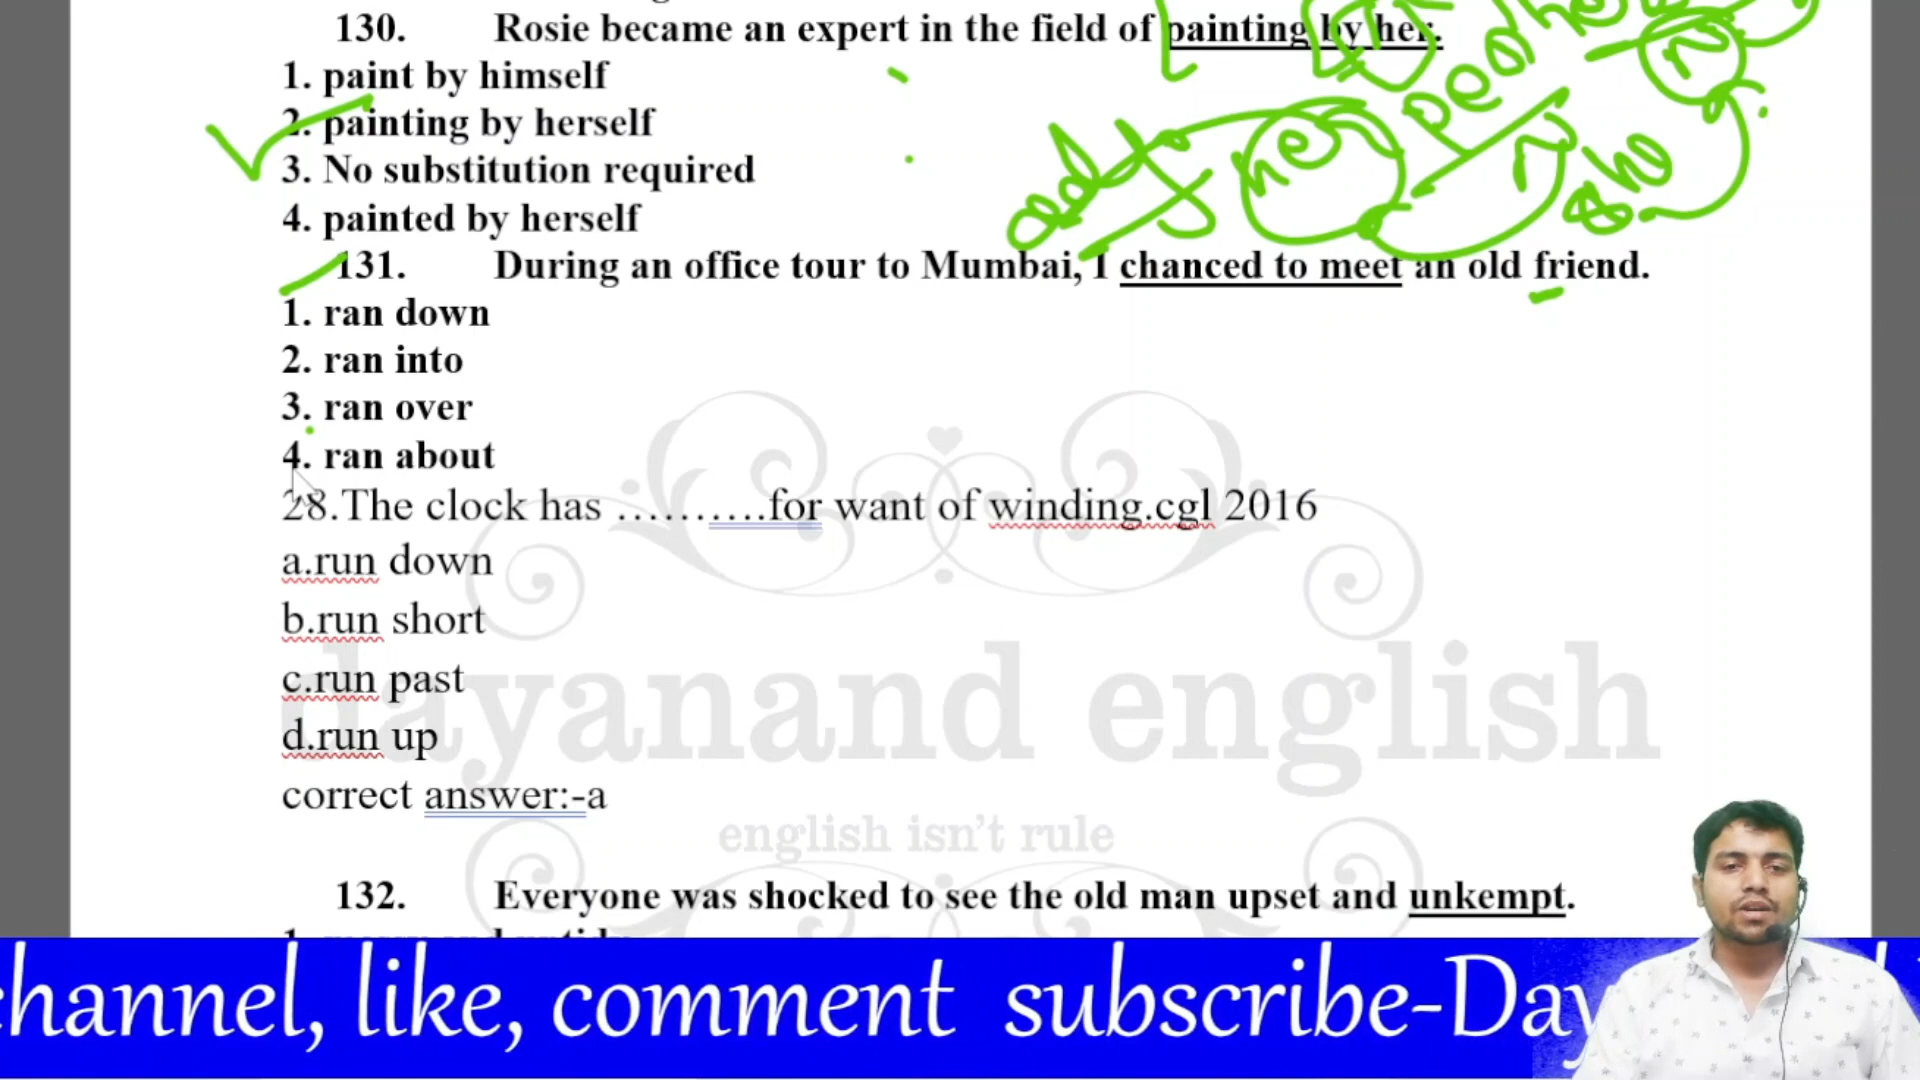 130. Rosie became an expert in the field of painting by her.
1. paint by himself
2. painting by herself
3. No substitution required
4. painted by herself
131. During an office tour to Mumbai, I chanced to meet an old friend.
1. ran down
2. ran into
3. ran over
4. ran about
28.The clock has ……….for want of winding.cgl 2016
a.run down
b.run short
c.run past
d.run up
correct answer:-a
dayanand english
english isn't rule
132. Everyone was shocked to see the old man upset and unkempt.
channel, like, comment subscribe-Day
he
she